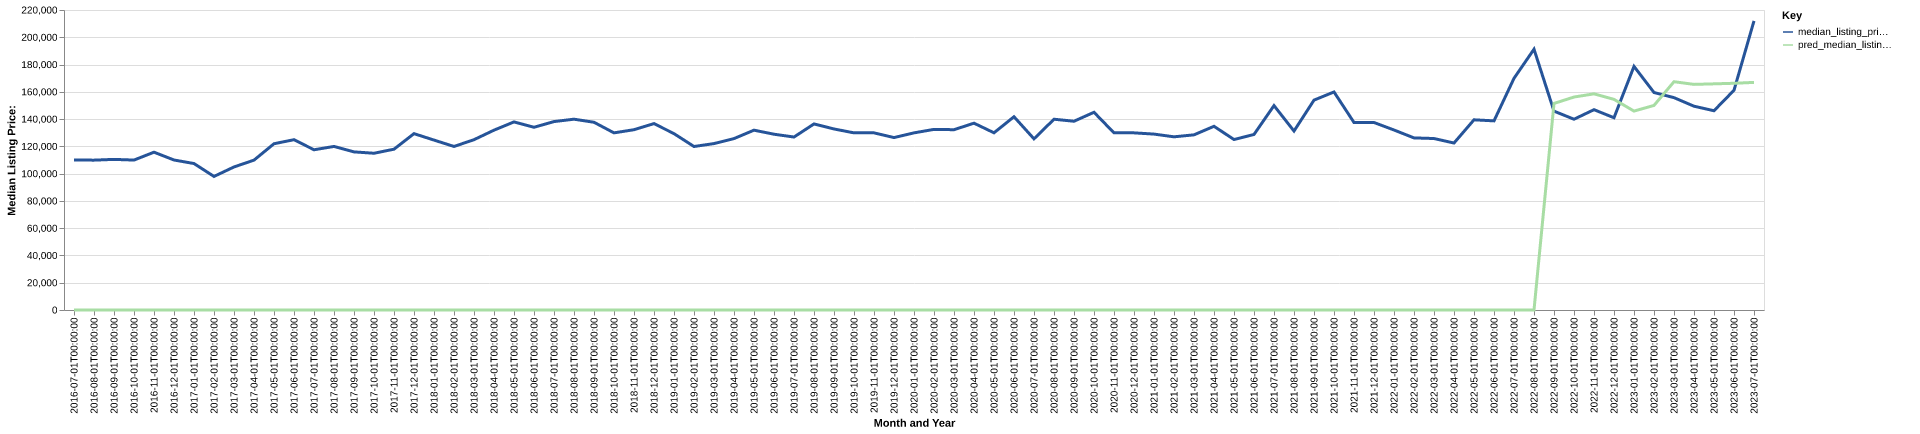 220,000
200,000
180,000
160,000
140,000
120,000
100,000
80,000
60,000
40,000
20,000
0
Median Listing Price:
2016-07-01T00:00:00
2016-08-01T00:00:00
2016-09-01T00:00:00
2016-10-01T00:00:00
2016-11-01T00:00:00
2016-12-01T00:00:00
2017-01-01T00:00:00
2017-02-01T00:00:00
2017-03-01T00:00:00
2017-04-01T00:00:00
2017-05-01T00:00:00
2017-06-01T00:00:00
2017-07-01T00:00:00
2017-08-01T00:00:00
2017-09-01T00:00:00
2017-10-01T00:00:00
2017-11-01T00:00:00
2017-12-01T00:00:00
2018-01-01T00:00:00
2018-02-01T00:00:00
2018-03-01T00:00:00
2018-04-01T00:00:00
2018-05-01T00:00:00
2018-06-01T00:00:00
2018-07-01T00:00:00
2018-08-01T00:00:00
2018-09-01T00:00:00
2018-10-01T00:00:00
2018-11-01T00:00:00
2018-12-01T00:00:00
2019-01-01T00:00:00
2019-02-01T00:00:00
2019-03-01T00:00:00
2019-04-01T00:00:00
2019-05-01T00:00:00
2019-06-01T00:00:00
2019-07-01T00:00:00
2019-08-01T00:00:00
2019-09-01T00:00:00
2019-10-01T00:00:00
2019-11-01T00:00:00
2019-12-01T00:00:00
2020-01-01T00:00:00
2020-02-01T00:00:00
2020-03-01T00:00:00
2020-04-01T00:00:00
2020-05-01T00:00:00
2020-06-01T00:00:00
2020-07-01T00:00:00
2020-08-01T00:00:00
2020-09-01T00:00:00
2020-10-01T00:00:00
2020-11-01T00:00:00
2020-12-01T00:00:00
2021-01-01T00:00:00
2021-02-01T00:00:00
2021-03-01T00:00:00
2021-04-01T00:00:00
2021-05-01T00:00:00
2021-06-01T00:00:00
2021-07-01T00:00:00
2021-08-01T00:00:00
2021-09-01T00:00:00
2021-10-01T00:00:00
2021-11-01T00:00:00
2021-12-01T00:00:00
2022-01-01T00:00:00
2022-02-01T00:00:00
2022-03-01T00:00:00
2022-04-01T00:00:00
2022-05-01T00:00:00
2022-06-01T00:00:00
2022-07-01T00:00:00
2022-08-01T00:00:00
2022-09-01T00:00:00
2022-10-01T00:00:00
2022-11-01T00:00:00
2022-12-01T00:00:00
2023-01-01T00:00:00
2023-02-01T00:00:00
2023-03-01T00:00:00
2023-04-01T00:00:00
2023-05-01T00:00:00
2023-06-01T00:00:00
2023-07-01T00:00:00
Month and Year
Key
median_listing_pri…
pred_median_listin…